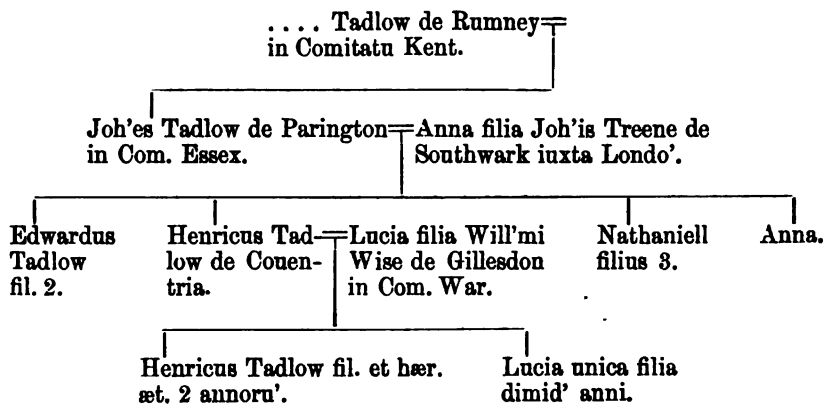 .... Tadlow de Rumney
in Comitatu Kent.
Joh'es Tadlow de Parington
in Com. Essex.
Anna filia Joh'is Treene de
Southwark iuxta Londo'.
Edwardus
Tadlow
fil. 2.
Henricus Tad-
low de Couen-
tria.
Lucia filia Will'mi
Wise de Gillesdon
in Com. War.
Nathaniell
filius 3.
Anna.
Henricus Tadlow fil. et hær.
æt. 2 annoru'.
Lucia unica filia
dimid' anni.